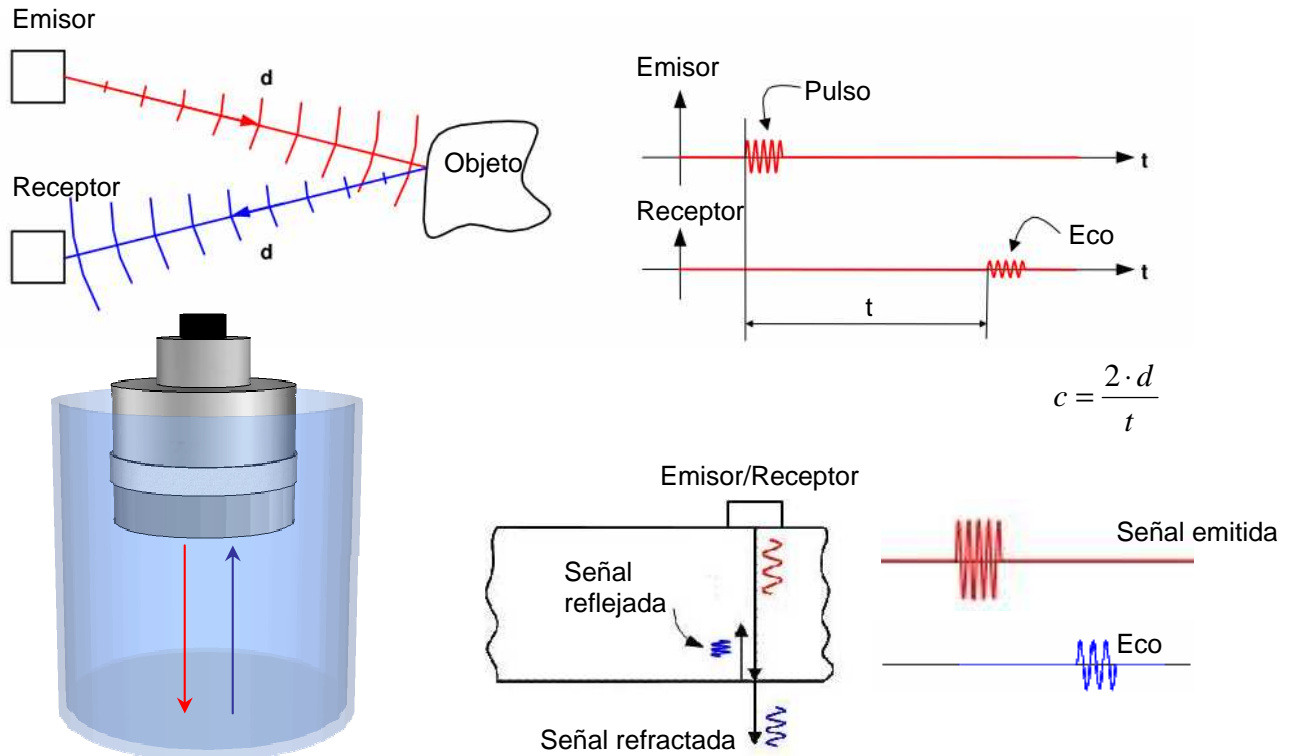 Emisor
d
Objeto
Receptor
d
Emisor
Pulso
t
Receptor
Eco
t
t
c = 2 · d / t
Emisor/Receptor
Señal emitida
Señal
reflejada
Eco
Señal refractada